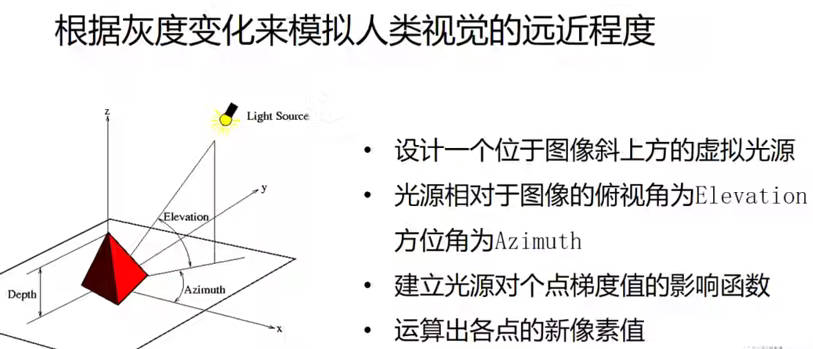 根据灰度变化来模拟人类视觉的远近程度
z
Light Source
y
Elevation
Depth
Azimuth
x
• 设计一个位于图像斜上方的虚拟光源
• 光源相对于图像的俯视角为Elevation
方位角为Azimuth
• 建立光源对个点梯度值的影响函数
• 运算出各点的新像素值